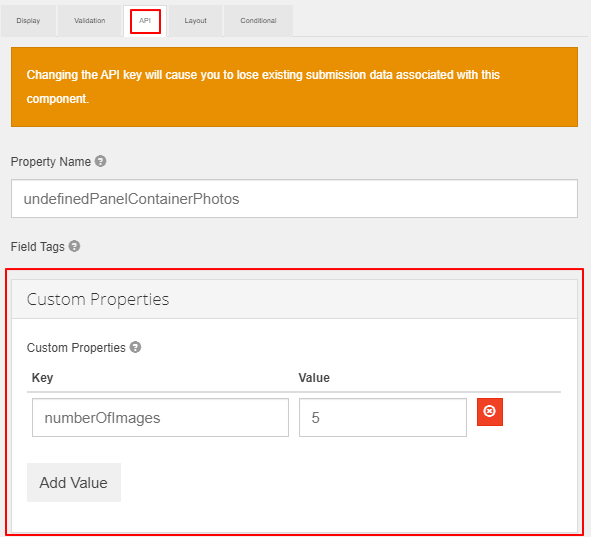 Display Validation API Layout Conditional
Changing the API key will cause you to lose existing submission data associated with this
component.
Property Name
undefinedPanelContainerPhotos
Field Tags
Custom Properties
Custom Properties
Key Value
numberOfImages 5
Add Value